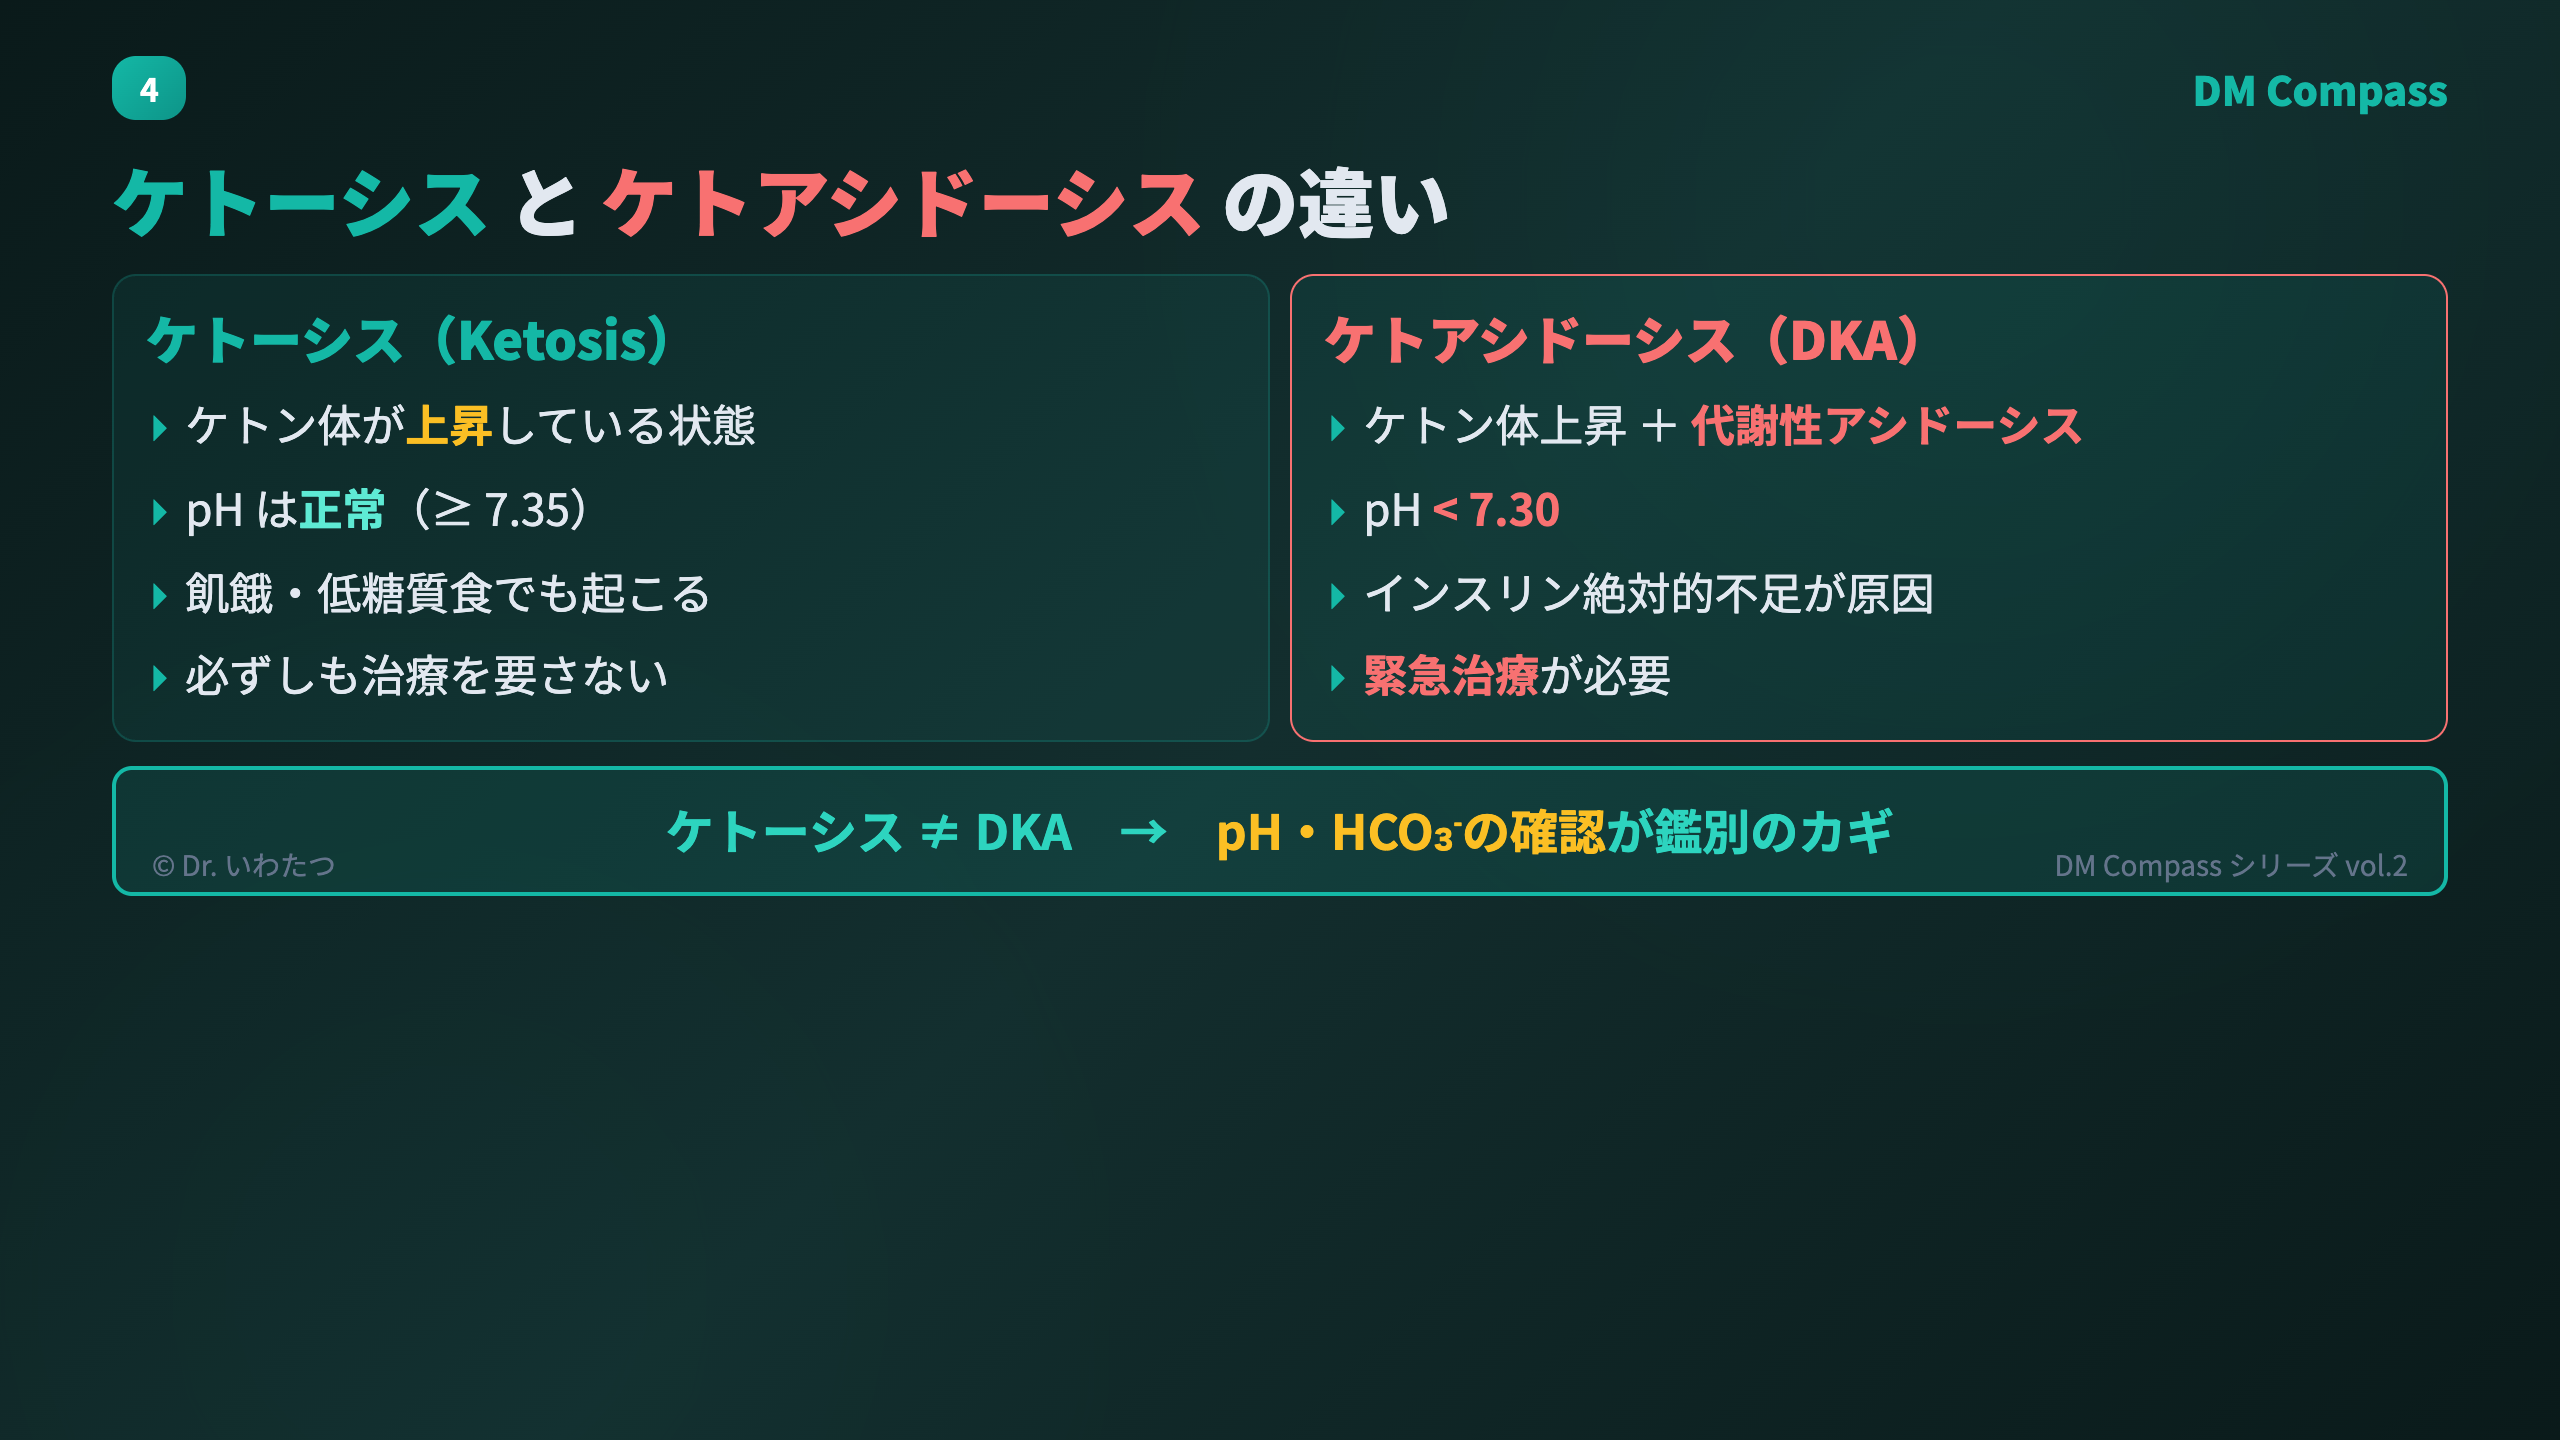 4
DM Compass
ケトーシス と ケトアシドーシス の違い
ケトーシス（Ketosis）
ケトン体が上昇している状態
pH は正常（≥ 7.35）
飢餓・低糖質食でも起こる
必ずしも治療を要さない
ケトアシドーシス（DKA）
ケトン体上昇 ＋ 代謝性アシドーシス
pH < 7.30
インスリン絶対的不足が原因
緊急治療が必要
ケトーシス ≠ DKA　→　pH・HCO₃⁻の確認が鑑別のカギ
© Dr. いわたつ
DM Compass シリーズ vol.2